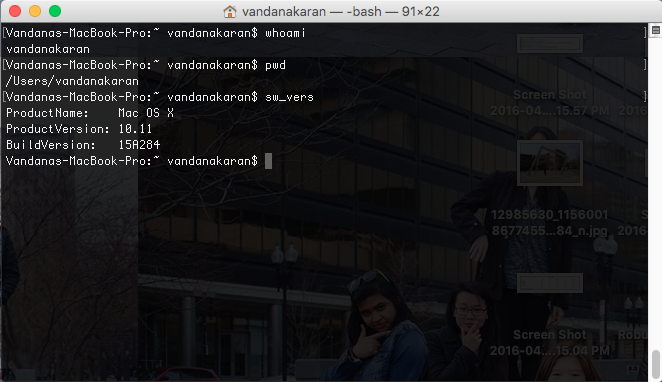 vandanakaran — -bash — 91×22
[Vandanas-MacBook-Pro:~ vandanakaran$ whoami ]
vandanakaran
[Vandanas-MacBook-Pro:~ vandanakaran$ pwd ]
/Users/vandanakaran
[Vandanas-MacBook-Pro:~ vandanakaran$ sw_vers ]
ProductName: Mac OS X
ProductVersion: 10.11
BuildVersion: 15A284
Vandanas-MacBook-Pro:~ vandanakaran$
Screen Shot
2016-04....15.57 PM
12985630_1156001
8677455...84_n.jpg
Screen Shot
2016-04....15.04 PM